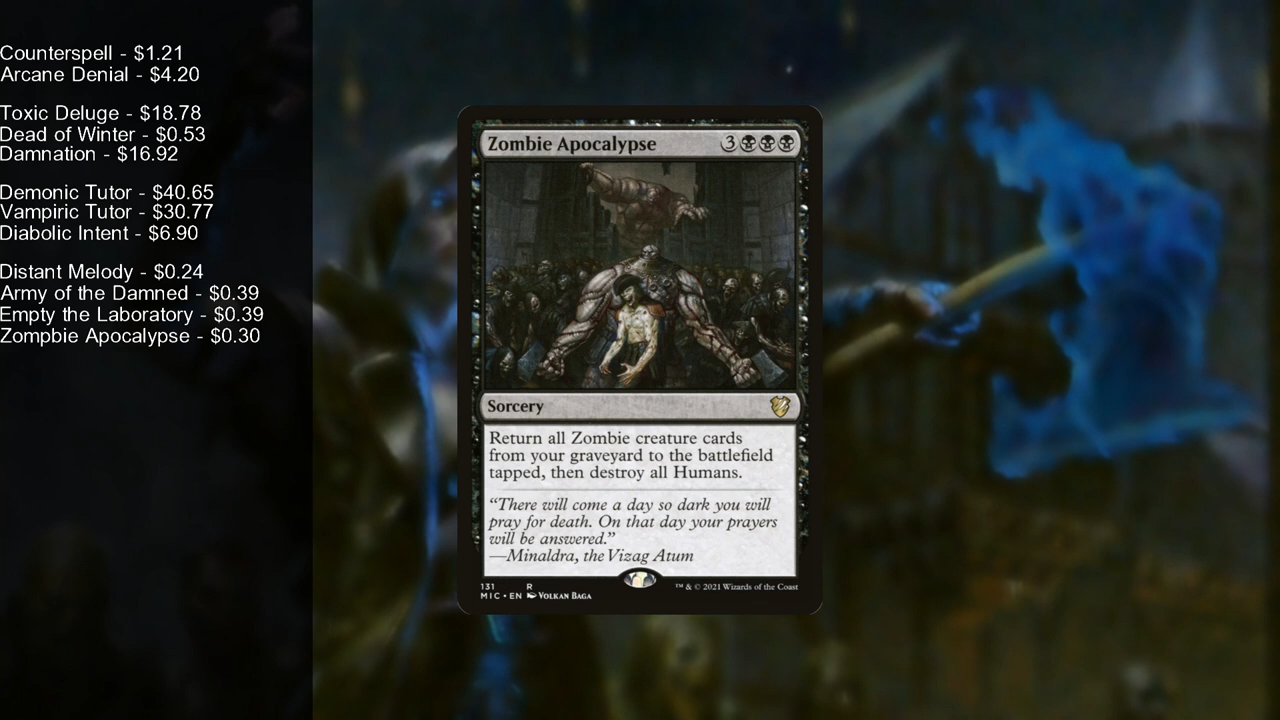 Counterspell - $1.21
Arcane Denial - $4.20
Toxic Deluge - $18.78
Dead of Winter - $0.53
Damnation - $16.92
Demonic Tutor - $40.65
Vampiric Tutor - $30.77
Diabolic Intent - $6.90
Distant Melody - $0.24
Army of the Damned - $0.39
Empty the Laboratory - $0.39
Zompbie Apocalypse - $0.30
Zombie Apocalypse 3
Sorcery
Return all Zombie creature cards
from your graveyard to the battlefield
tapped, then destroy all Humans.
“There will come a day so dark you will
pray for death. On that day your prayers
will be answered.”
—Minaldra, the Vizag Atum
131 R
MIC • EN VOLKAN BAGA
™ & © 2021 Wizards of the Coast